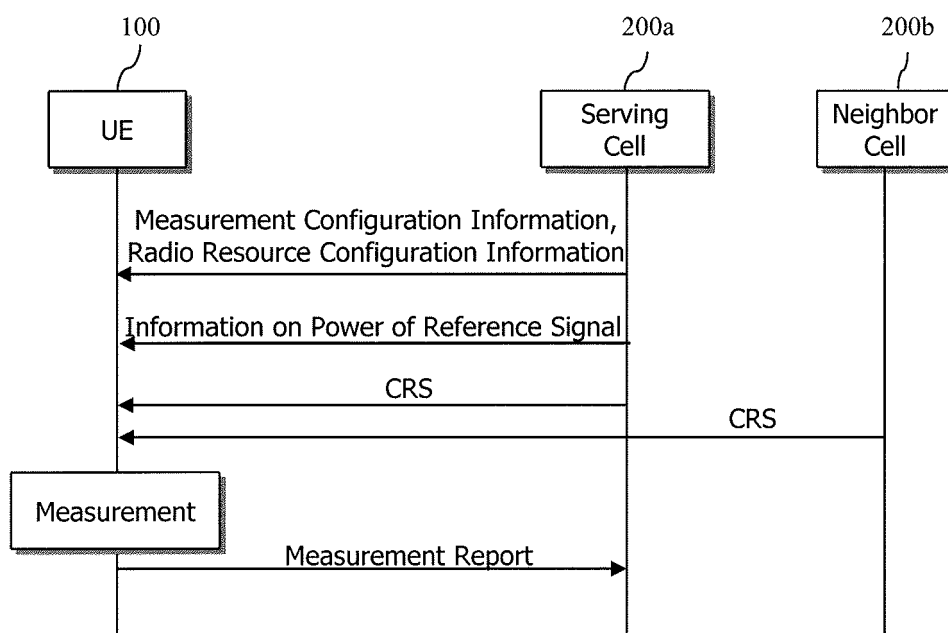 100
200a
200b
UE
Serving
Cell
Neighbor
Cell
Measurement Configuration Information,
Radio Resource Configuration Information
Information on Power of Reference Signal
CRS
CRS
Measurement
Measurement Report